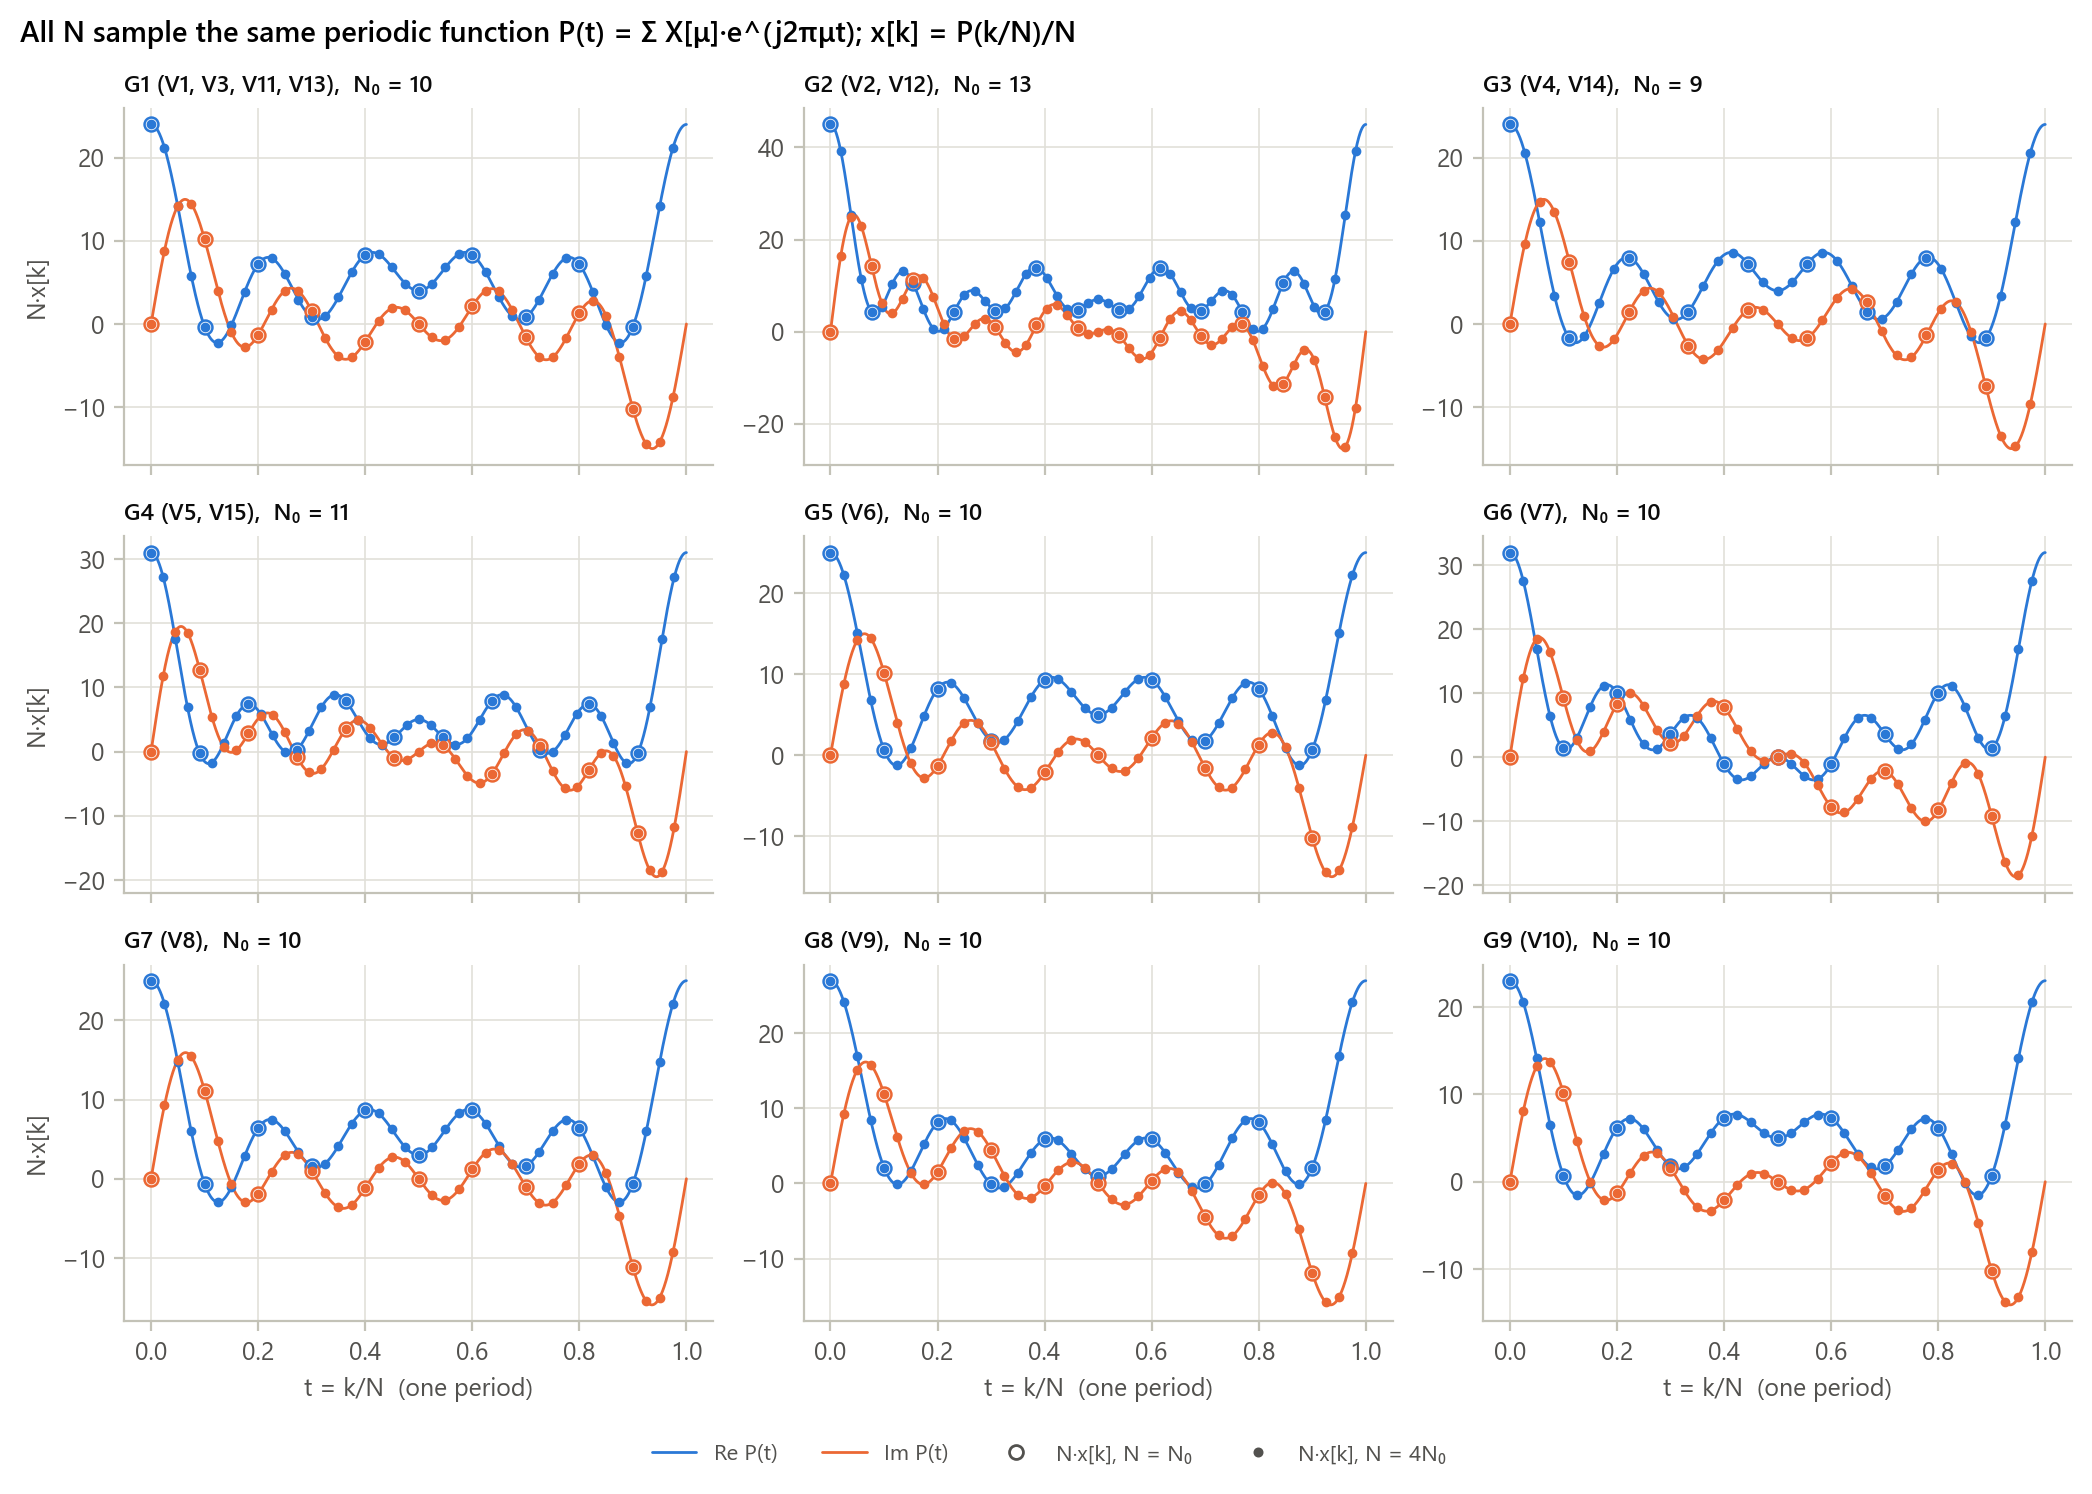 All N sample the same periodic function P(t) = Σ X[μ]·e^(j2πμt); x[k] = P(k/N)/N
G1 (V1, V3, V11, V13),  N₀ = 10
G2 (V2, V12),  N₀ = 13
G3 (V4, V14),  N₀ = 9
20
10
0
−10
N·x[k]
40
20
0
−20
20
10
0
−10
G4 (V5, V15),  N₀ = 11
G5 (V6),  N₀ = 10
G6 (V7),  N₀ = 10
30
20
10
0
−10
−20
N·x[k]
20
10
0
−10
30
20
10
0
−10
−20
G7 (V8),  N₀ = 10
G8 (V9),  N₀ = 10
G9 (V10),  N₀ = 10
20
10
0
−10
N·x[k]
20
10
0
−10
20
10
0
−10
0.0 0.2 0.4 0.6 0.8 1.0
0.0 0.2 0.4 0.6 0.8 1.0
0.0 0.2 0.4 0.6 0.8 1.0
t = k/N  (one period)
t = k/N  (one period)
t = k/N  (one period)
Re P(t)
Im P(t)
N·x[k], N = N₀
N·x[k], N = 4N₀